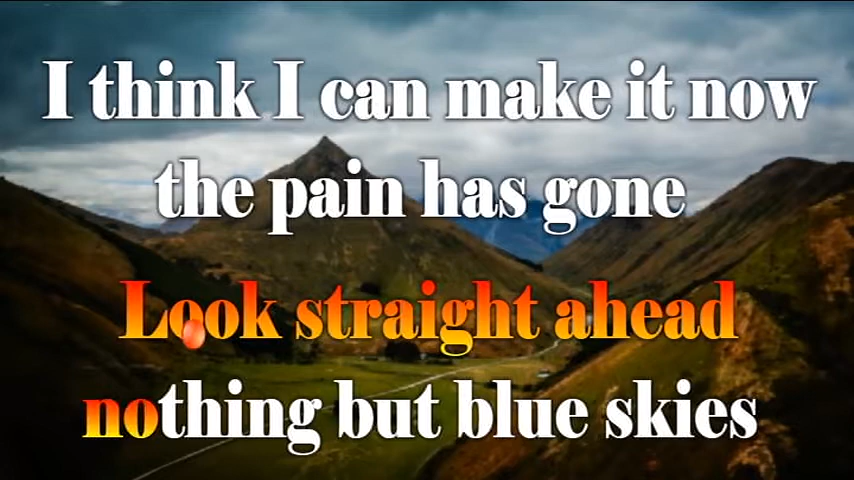 I think I can make it now
the pain has gone
Look straight ahead
nothing but blue skies